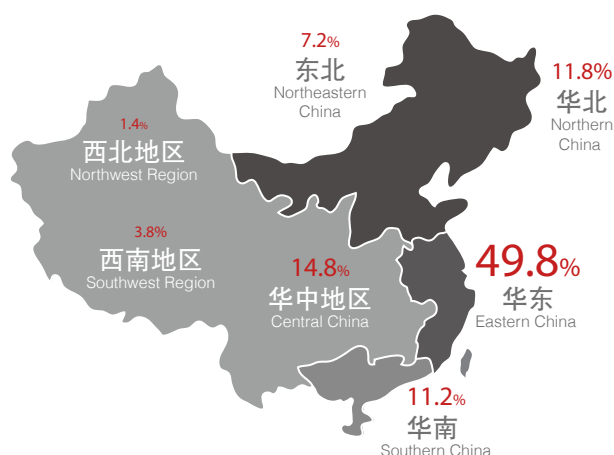 7.2%
东北
Northeastern
China
11.8%
华北
Northern
China
1.4%
西北地区
Northwest Region
3.8%
西南地区
Southwest Region
14.8%
华中地区
Central China
49.8%
华东
Eastern China
11.2%
华南
Southern China